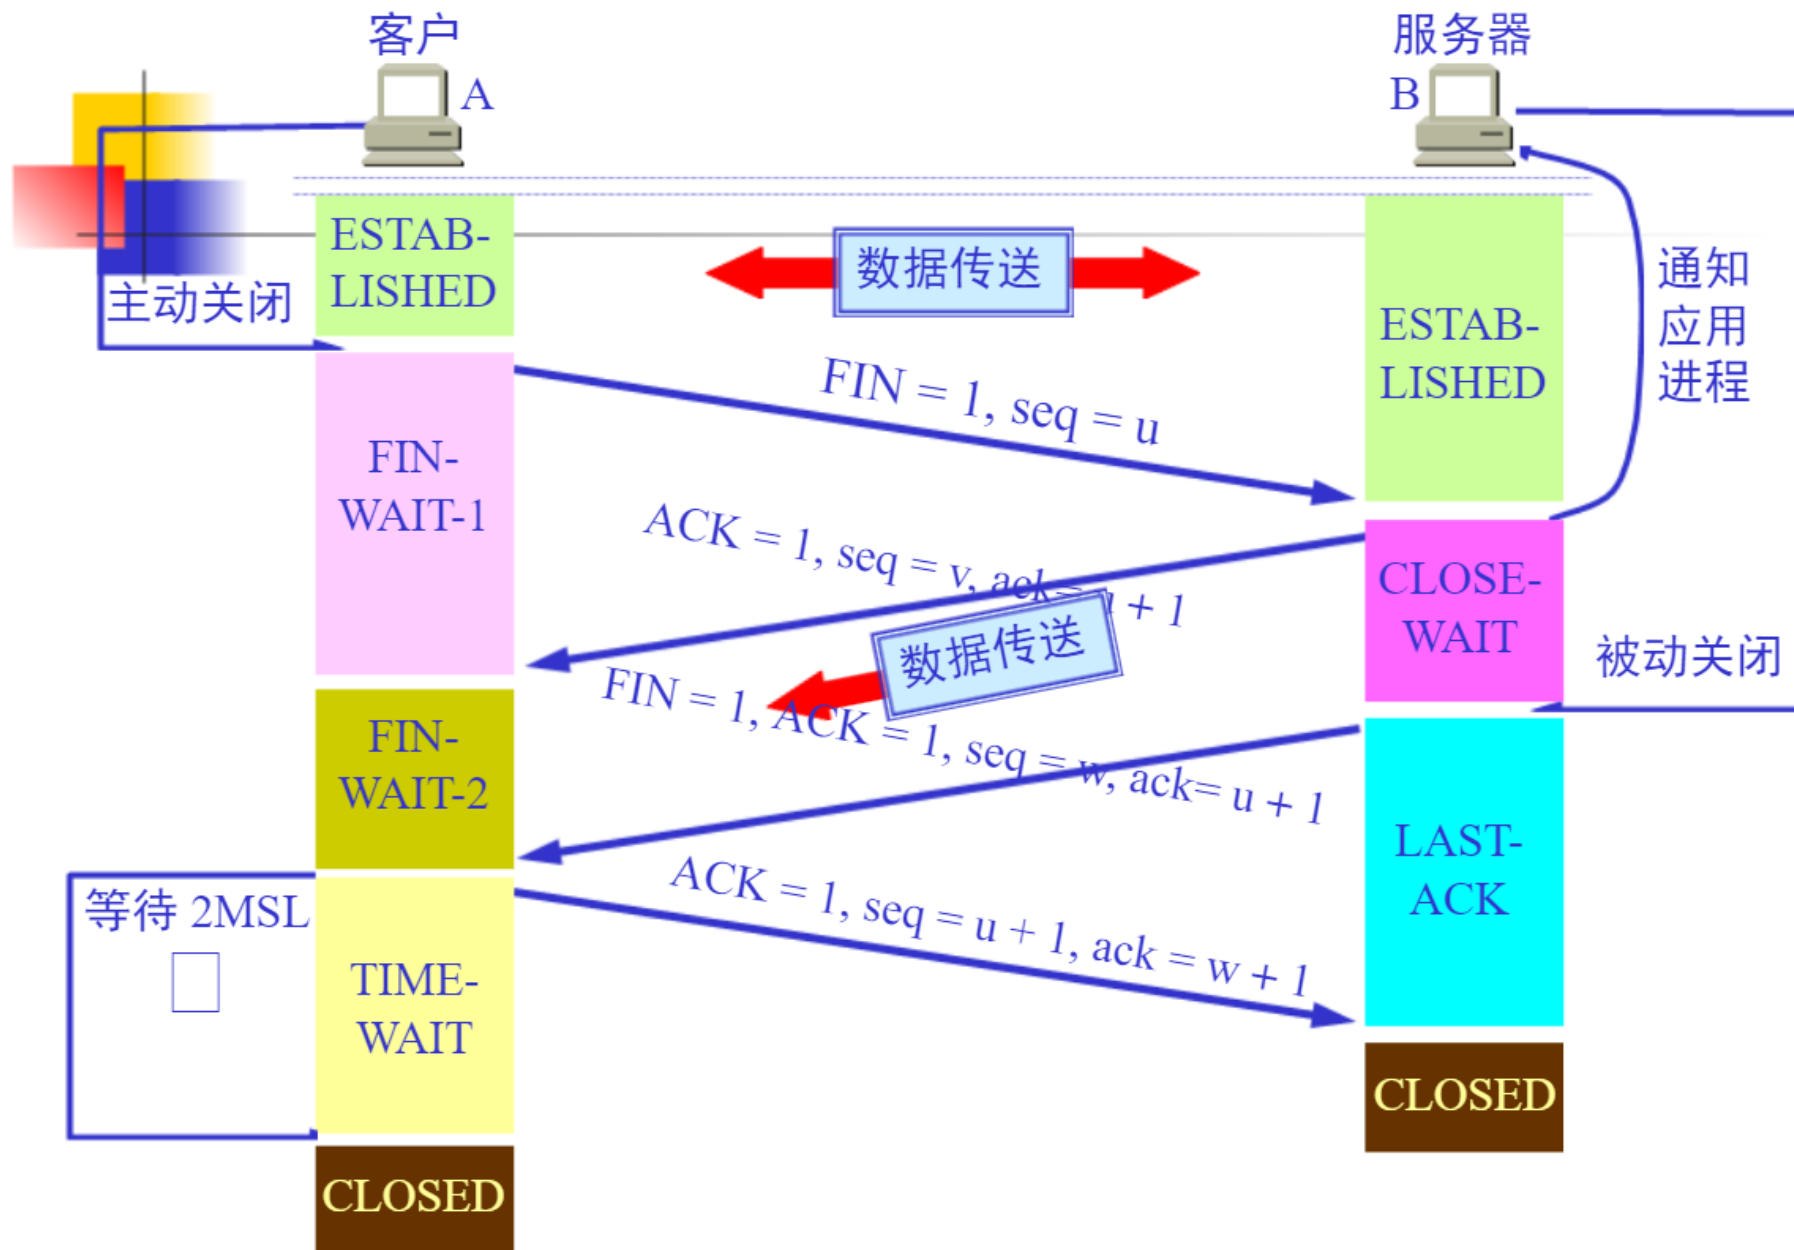 客户
服务器
A
B
ESTAB-
LISHED
数据传送
通知
应用
进程
主动关闭
ESTAB-
LISHED
FIN = 1, seq = u
FIN-
WAIT-1
ACK = 1, seq = v, ack= u + 1
CLOSE-
WAIT
数据传送
被动关闭
FIN = 1, ACK = 1, seq = w, ack= u + 1
FIN-
WAIT-2
LAST-
ACK
ACK = 1, seq = u + 1, ack = w + 1
等待 2MSL
TIME-
WAIT
CLOSED
CLOSED